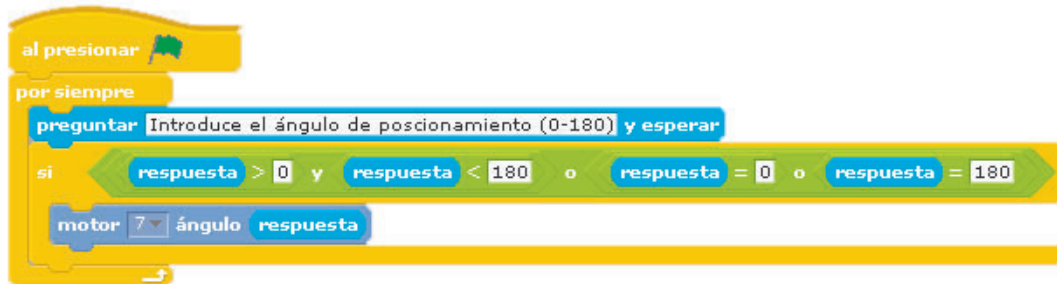 al presionar
por siempre
preguntar Introduce el ángulo de poscionamiento (0-180) y esperar
si respuesta > 0 y respuesta < 180 o respuesta = 0 o respuesta = 180
motor 7 ángulo respuesta